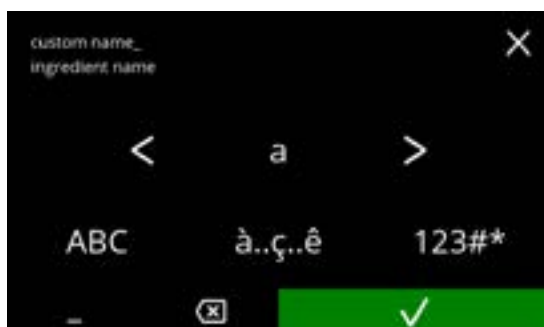 custom name_
ingredient name
< a >
ABC à..ç..ê 123#*
_